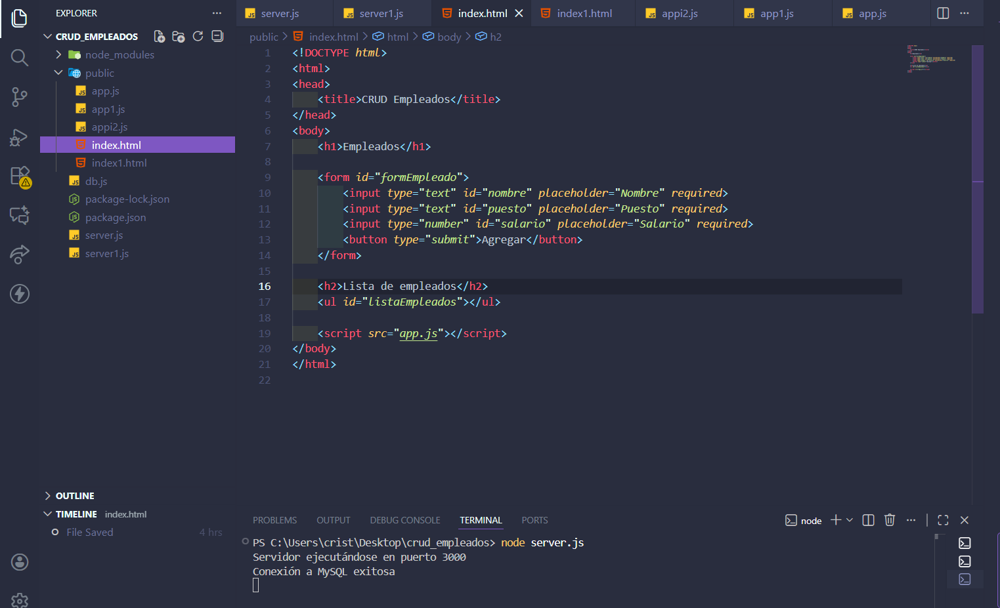 EXPLORER
CRUD_EMPLEADOS
node_modules
public
app.js
app1.js
appi2.js
index.html
index1.html
db.js
package-lock.json
package.json
server.js
server1.js
OUTLINE
TIMELINE index.html
File Saved 4 hrs
server.js server1.js index.html index1.html appi2.js app1.js app.js
public > index.html > html > body > h2
1 <!DOCTYPE html>
2 <html>
3 <head>
4 <title>CRUD Empleados</title>
5 </head>
6 <body>
7 <h1>Empleados</h1>
8
9 <form id="formEmpleado">
10 <input type="text" id="nombre" placeholder="Nombre" required>
11 <input type="text" id="puesto" placeholder="Puesto" required>
12 <input type="number" id="salario" placeholder="Salario" required>
13 <button type="submit">Agregar</button>
14 </form>
15
16 <h2>Lista de empleados</h2>
17 <ul id="listaEmpleados"></ul>
18
19 <script src="app.js"></script>
20 </body>
21 </html>
22
PROBLEMS OUTPUT DEBUG CONSOLE TERMINAL PORTS node
PS C:\Users\crist\Desktop\crud_empleados> node server.js
Servidor ejecutándose en puerto 3000
Conexión a MySQL exitosa